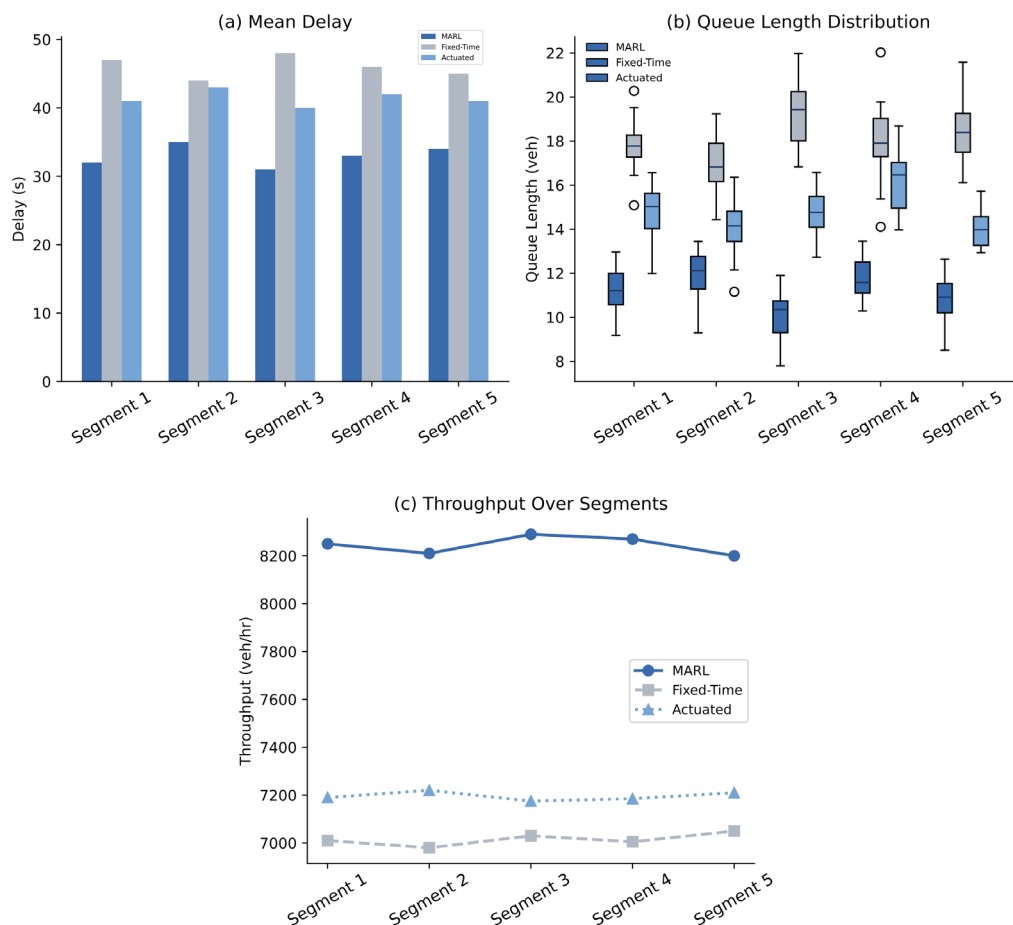 (a) Mean Delay
Delay (s)
50
40
30
20
10
0
MARL
Fixed-Time
Actuated
Segment 1
Segment 2
Segment 3
Segment 4
Segment 5
(b) Queue Length Distribution
Queue Length (veh)
22
20
18
16
14
12
10
8
MARL
Fixed-Time
Actuated
Segment 1
Segment 2
Segment 3
Segment 4
Segment 5
(c) Throughput Over Segments
Throughput (veh/hr)
8200
8000
7800
7600
7400
7200
7000
MARL
Fixed-Time
Actuated
Segment 1
Segment 2
Segment 3
Segment 4
Segment 5